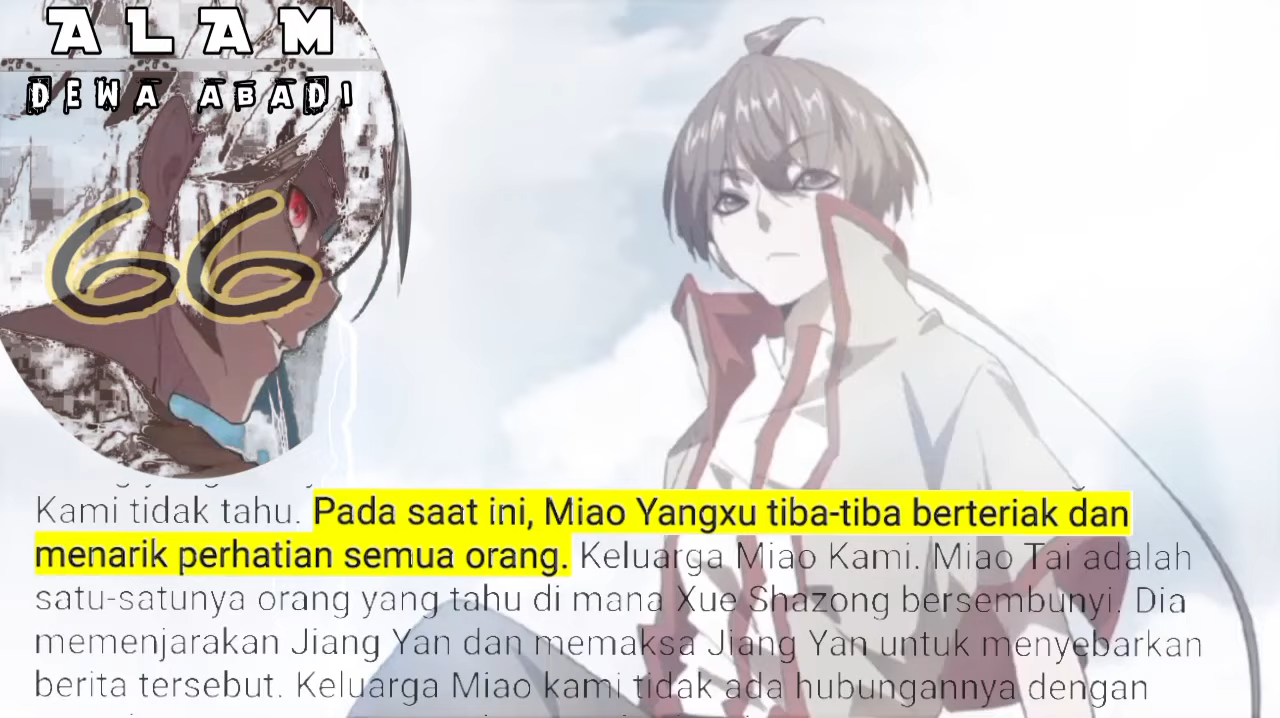 ALAM
DEWA ABADI
66
Kami tidak tahu. Pada saat ini, Miao Yangxu tiba-tiba berteriak dan
menarik perhatian semua orang. Keluarga Miao Kami. Miao Tai adalah
satu-satunya orang yang tahu di mana Xue Shazong bersembunyi. Dia
memenjarakan Jiang Yan dan memaksa Jiang Yan untuk menyebarkan
berita tersebut. Keluarga Miao kami tidak ada hubungannya dengan